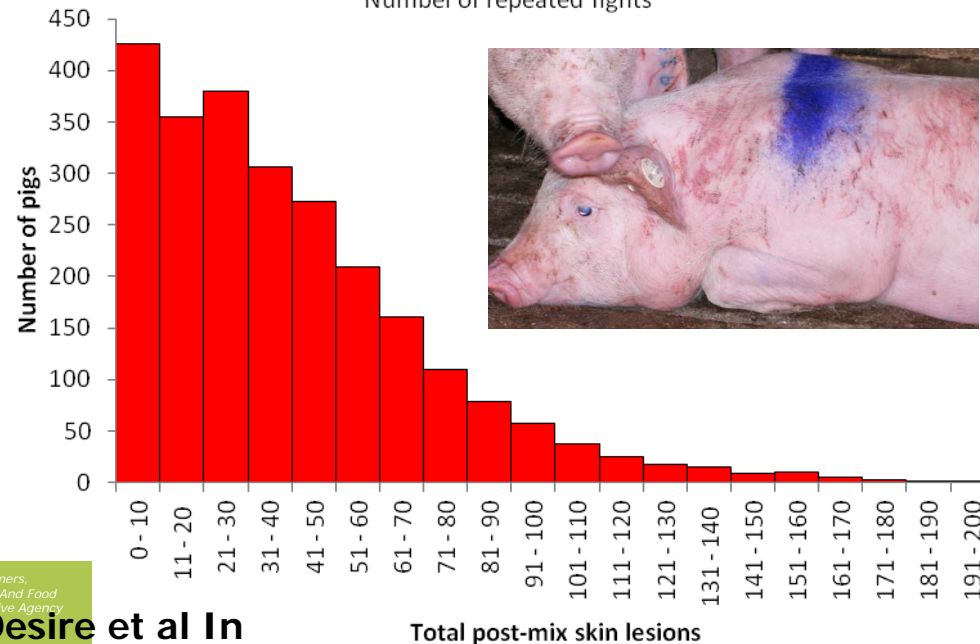 Number of repeated fights
450
400
350
300
250
200
150
100
50
0
Number of pigs
0 - 10
11 - 20
21 - 30
31 - 40
41 - 50
51 - 60
61 - 70
71 - 80
81 - 90
91 - 100
101 - 110
111 - 120
121 - 130
131 - 140
141 - 150
151 - 160
161 - 170
171 - 180
181 - 190
191 - 200
Total post-mix skin lesions
And Food
Agency
Desire et al In